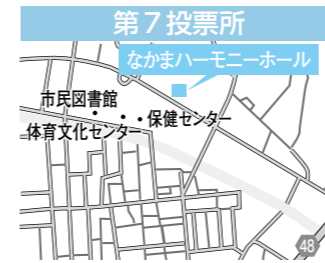 第7投票所
なかまハーモニーホール
市民図書館
保健センター
体育文化センター
48